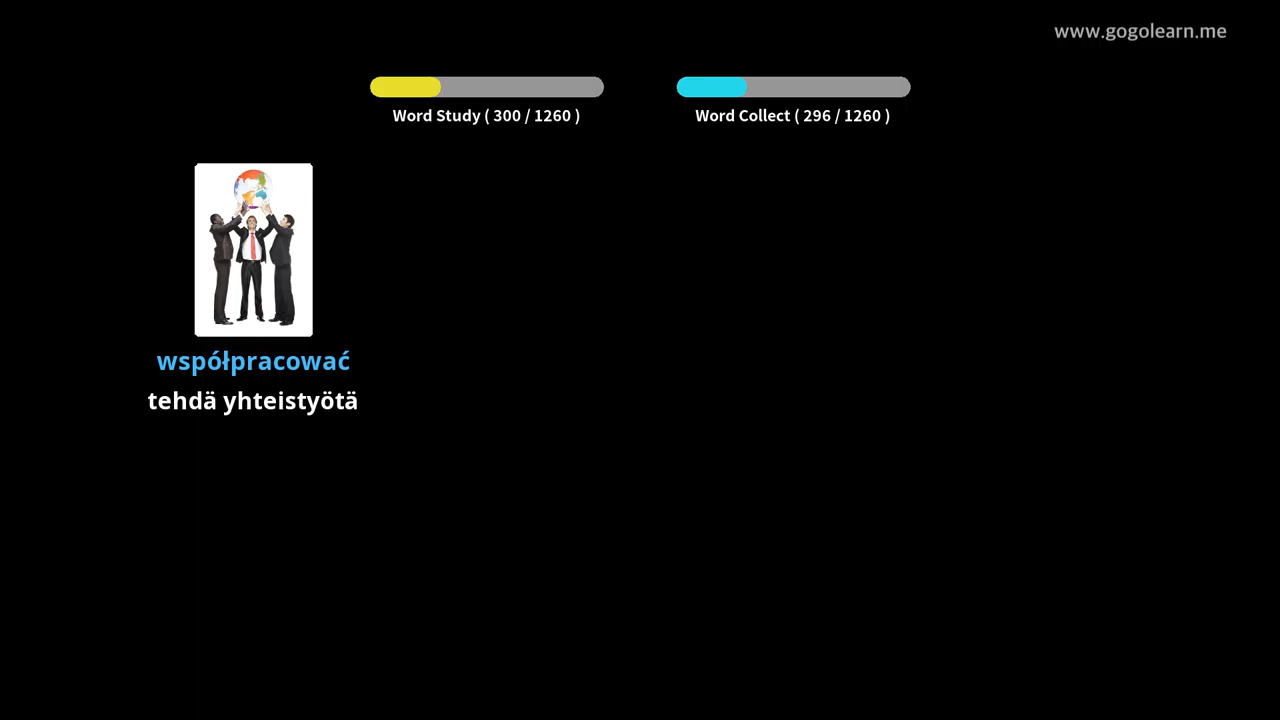 www.gogolearn.me
Word Study ( 300 / 1260 )
Word Collect ( 296 / 1260 )
współpracować
tehdä yhteistyötä